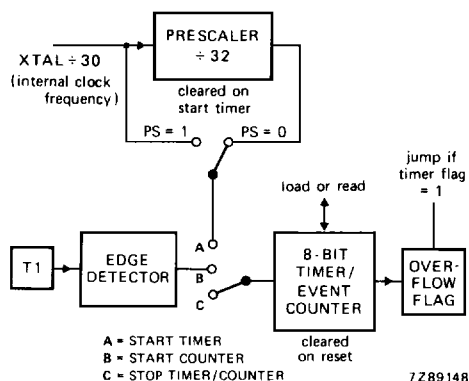 XTAL ÷ 30
(internal clock
frequency)
PRESCALER
÷ 32
cleared on
start timer
PS = 1
PS = 0
jump if
timer flag
= 1
load or read
A
B
C
T1
EDGE
DETECTOR
8-BIT
TIMER/
EVENT
COUNTER
OVER-
FLOW
FLAG
cleared
on reset
A = START TIMER
B = START COUNTER
C = STOP TIMER/COUNTER
7Z89148